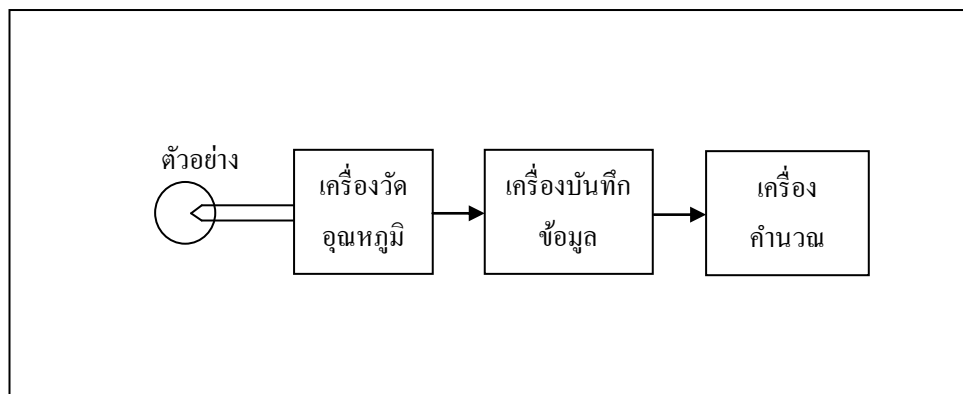 ตัวอย่าง
เครื่องวัด
อุณหภูมิ
เครื่องบันทึก
ข้อมูล
เครื่อง
คำนวณ